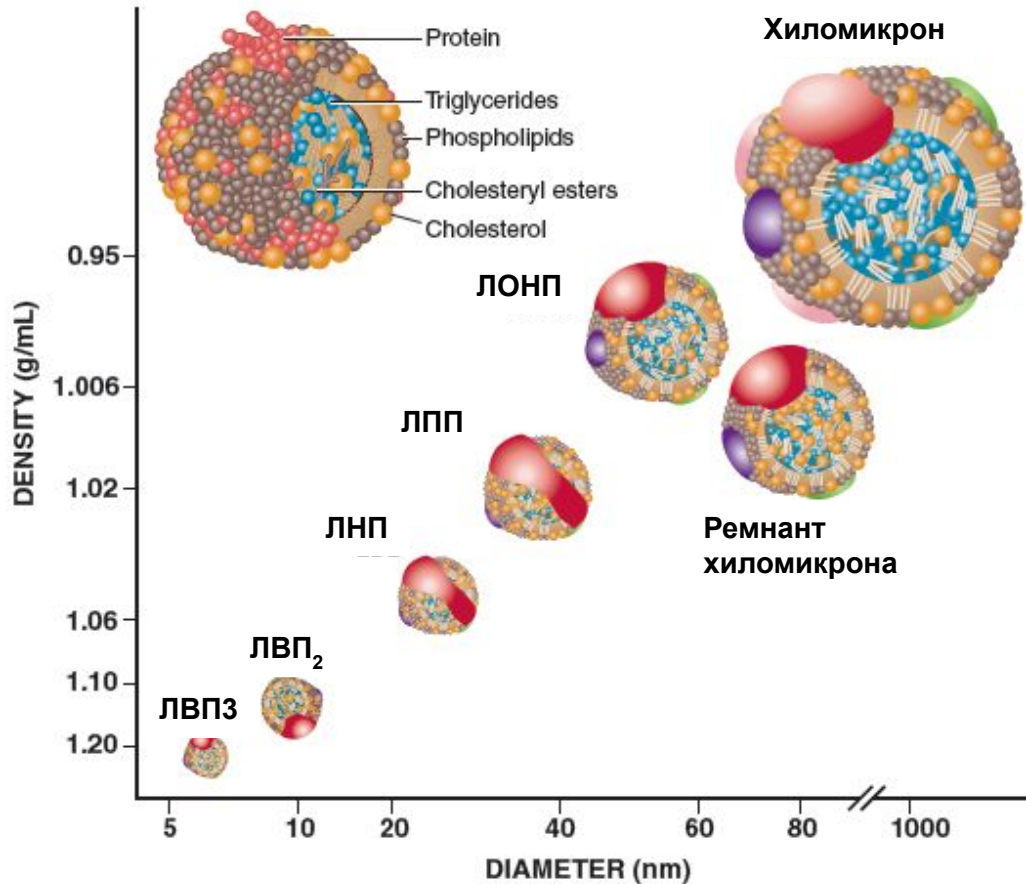 Protein
Хиломикрон
Triglycerides
Phospholipids
Cholesteryl esters
Cholesterol
0.95
ЛОНП
1.006
ЛПП
1.02
ЛНП
Ремнант
хиломикрона
1.06
ЛВП₂
1.10
ЛВП3
1.20
DENSITY (g/mL)
5 10 20 40 60 80 1000
DIAMETER (nm)